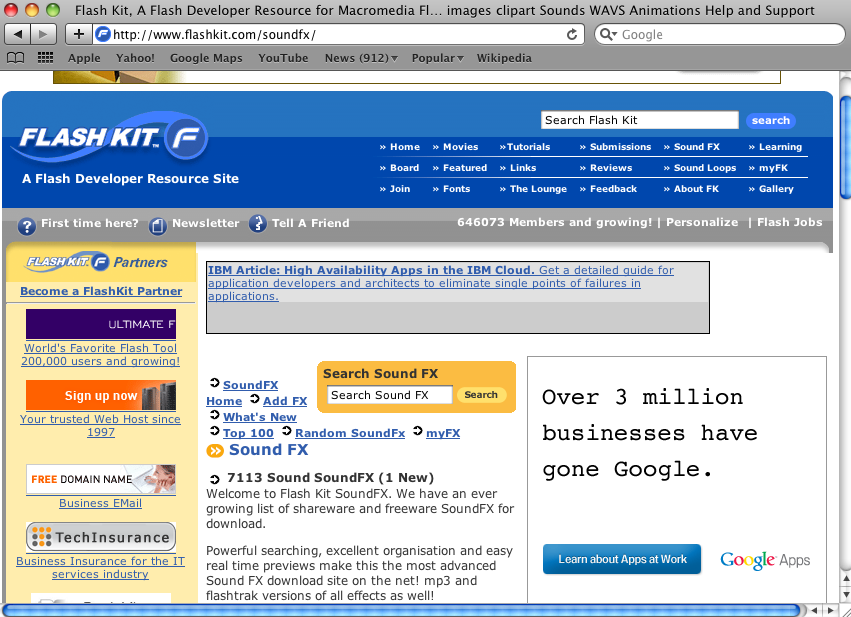 Flash Kit, A Flash Developer Resource for Macromedia Fl... images clipart Sounds WAVS Animations Help and Support
http://www.flashkit.com/soundfx/
Google
Apple Yahoo! Google Maps YouTube News (912) Popular Wikipedia
FLASH KIT™ F
A Flash Developer Resource Site
Search Flash Kit search
» Home » Movies »Tutorials » Submissions » Sound FX » Learning
» Board » Featured » Links » Reviews » Sound Loops » myFK
» Join » Fonts » The Lounge » Feedback » About FK » Gallery
? First time here? Newsletter Tell A Friend 646073 Members and growing! | Personalize | Flash Jobs
FLASH KIT F Partners
Become a FlashKit Partner
ULTIMATE F
World's Favorite Flash Tool
200,000 users and growing!
Sign up now
Your trusted Web Host since
1997
FREE DOMAIN NAME
Business EMail
TechInsurance
Business Insurance for the IT
services industry
IBM Article: High Availability Apps in the IBM Cloud. Get a detailed guide for
application developers and architects to eliminate single points of failures in
applications.
SoundFX
Home Add FX
What's New
Top 100 Random SoundFx myFX
Search Sound FX
Search Sound FX Search
Sound FX
7113 Sound SoundFX (1 New)
Welcome to Flash Kit SoundFX. We have an ever
growing list of shareware and freeware SoundFX for
download.
Powerful searching, excellent organisation and easy
real time previews make this the most advanced
Sound FX download site on the net! mp3 and
flashtrak versions of all effects as well!
Over 3 million
businesses have
gone Google.
Learn about Apps at Work Google Apps